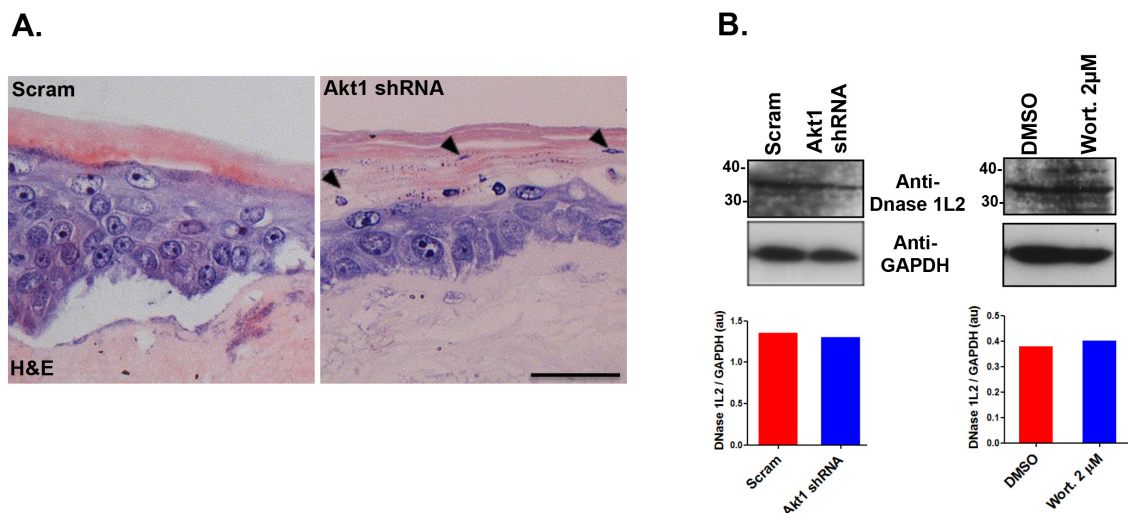 A.
B.
Scram
Akt1 shRNA
H&E
Scram
Akt1
shRNA
DMSO
Wort. 2µM
40-
30-
Anti-
Dnase 1L2
40-
30-
Anti-
GAPDH
DNase 1L2 / GAPDH (au)
1.5
1.0
0.5
0.0
Scram
Akt1 shRNA
DNase 1L2 / GAPDH (au)
0.5
0.4
0.3
0.2
0.1
0.0
DMSO
Wort. 2 µM